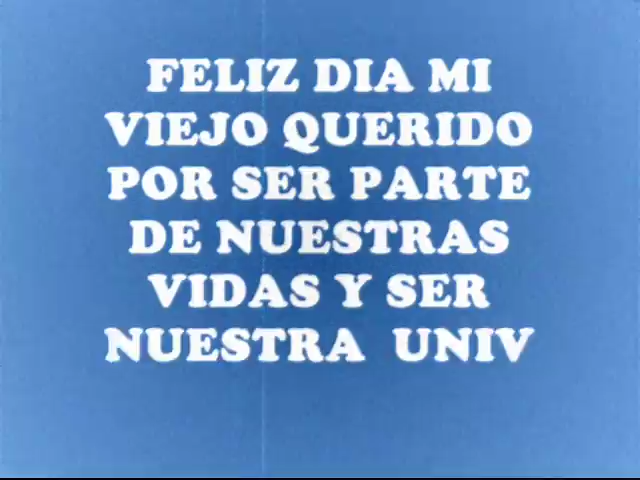 FELIZ DIA MI
VIEJO QUERIDO
POR SER PARTE
DE NUESTRAS
VIDAS Y SER
NUESTRA UNIV